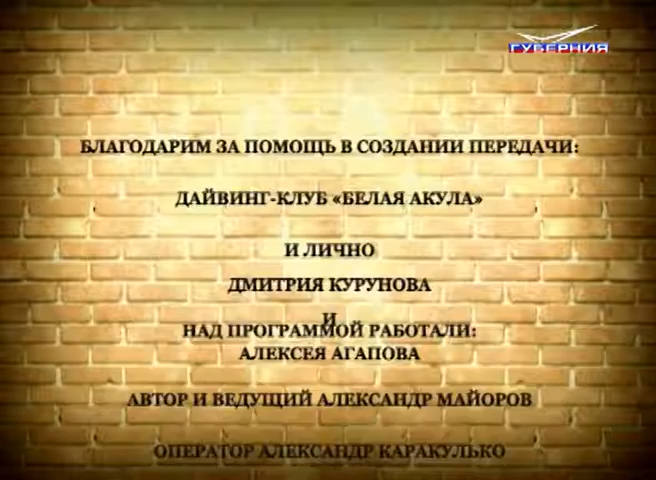 ГУБЕРНИЯ
БЛАГОДАРИМ ЗА ПОМОЩЬ В СОЗДАНИИ ПЕРЕДАЧИ:
ДАЙВИНГ-КЛУБ «БЕЛАЯ АКУЛА»
И ЛИЧНО
ДМИТРИЯ КУРУНОВА
И
НАД ПРОГРАММОЙ РАБОТАЛИ:
АЛЕКСЕЯ АГАПОВА
АВТОР И ВЕДУЩИЙ АЛЕКСАНДР МАЙОРОВ
ОПЕРАТОР АЛЕКСАНДР КАРАКУЛЬКО